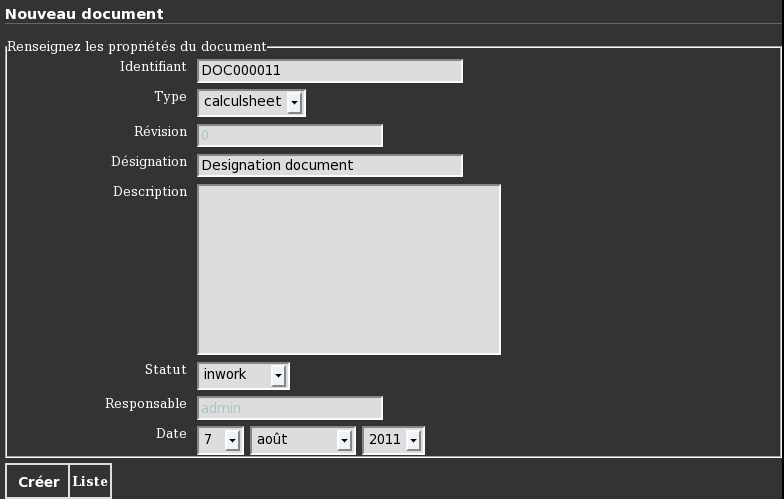 Nouveau document
Renseignez les propriétés du document
Identifiant DOC000011
Type calculsheet
Révision 0
Désignation Designation document
Description
Statut inwork
Responsable admin
Date 7 août 2011
Créer Liste